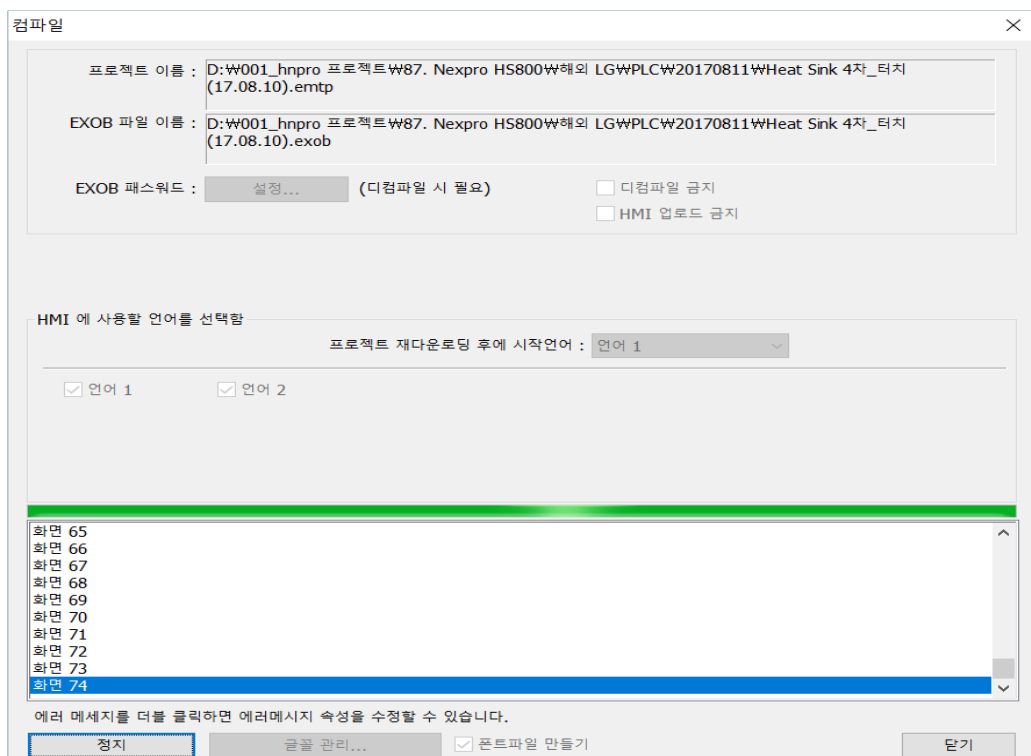 컴파일
프로젝트 이름 : D:₩001_hnpro 프로젝트₩87. Nexpro HS800₩해외 LG₩PLC₩20170811₩Heat Sink 4차_터치
(17.08.10).emtp
EXOB 파일 이름 : D:₩001_hnpro 프로젝트₩87. Nexpro HS800₩해외 LG₩PLC₩20170811₩Heat Sink 4차_터치
(17.08.10).exob
EXOB 패스워드 : 설정... (디컴파일 시 필요) 디컴파일 금지
HMI 업로드 금지
HMI 에 사용할 언어를 선택함
프로젝트 재다운로딩 후에 시작언어 : 언어 1
언어 1 언어 2
화면 65
화면 66
화면 67
화면 68
화면 69
화면 70
화면 71
화면 72
화면 73
화면 74
에러 메세지를 더블 클릭하면 에러메시지 속성을 수정할 수 있습니다.
정지 글꼴 관리... 폰트파일 만들기 닫기